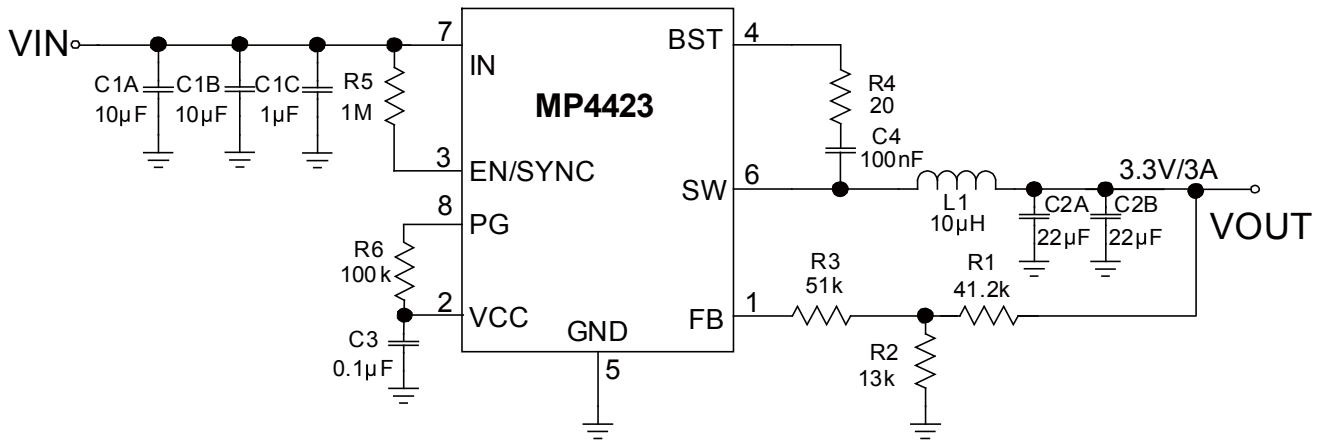 VIN
C1A
10µF
C1B
10µF
C1C
1µF
R5
1M
7
IN
3
EN/SYNC
8
PG
R6
100k
2
VCC
C3
0.1µF
MP4423
GND
5
BST
4
R4
20
C4
100nF
SW
6
L1
10µH
3.3V/3A
C2A
22µF
C2B
22µF
VOUT
FB
1
R3
51k
R1
41.2k
R2
13k